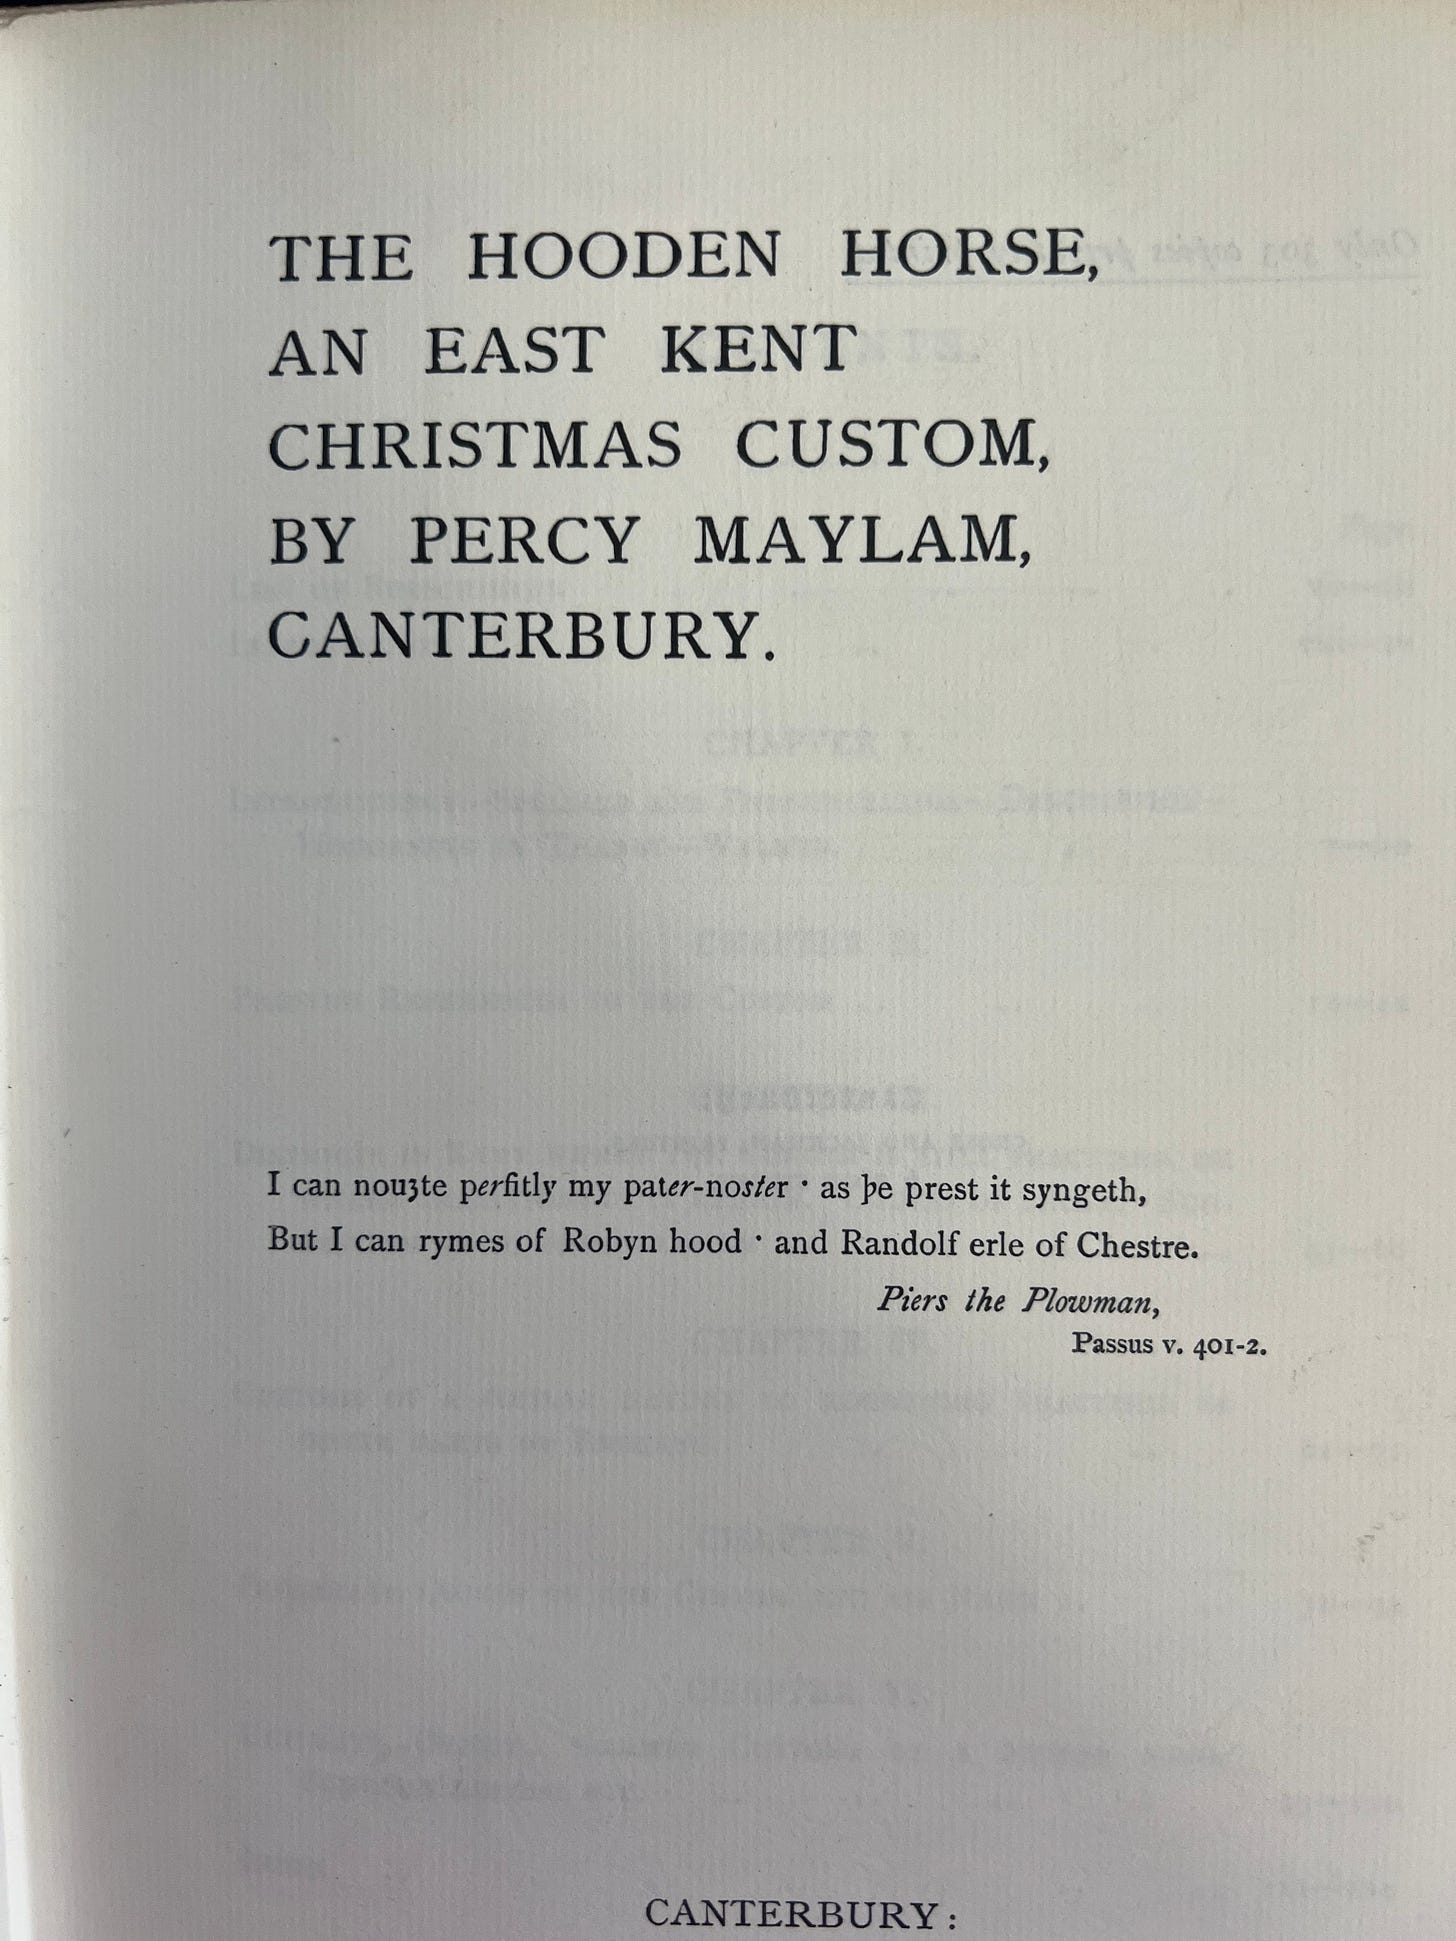 THE HOODEN HORSE,
AN EAST KENT
CHRISTMAS CUSTOM,
BY PERCY MAYLAM,
CANTERBURY.
I can nouȝte perfitly my pater-noster · as þe prest it syngeth,
But I can rymes of Robyn hood · and Randolf erle of Chestre.
Piers the Plowman,
Passus v. 401-2.
CANTERBURY: